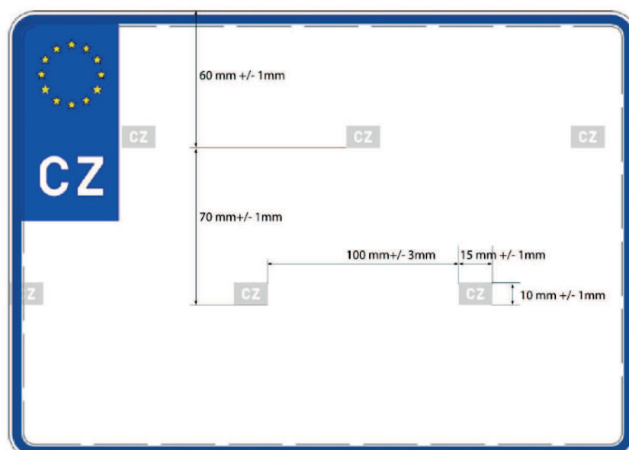 60 mm +/- 1mm
CZ CZ CZ
CZ
70 mm+/- 1mm
100 mm+/- 3mm 15 mm +/- 1mm
CZ CZ CZ 10 mm +/- 1mm